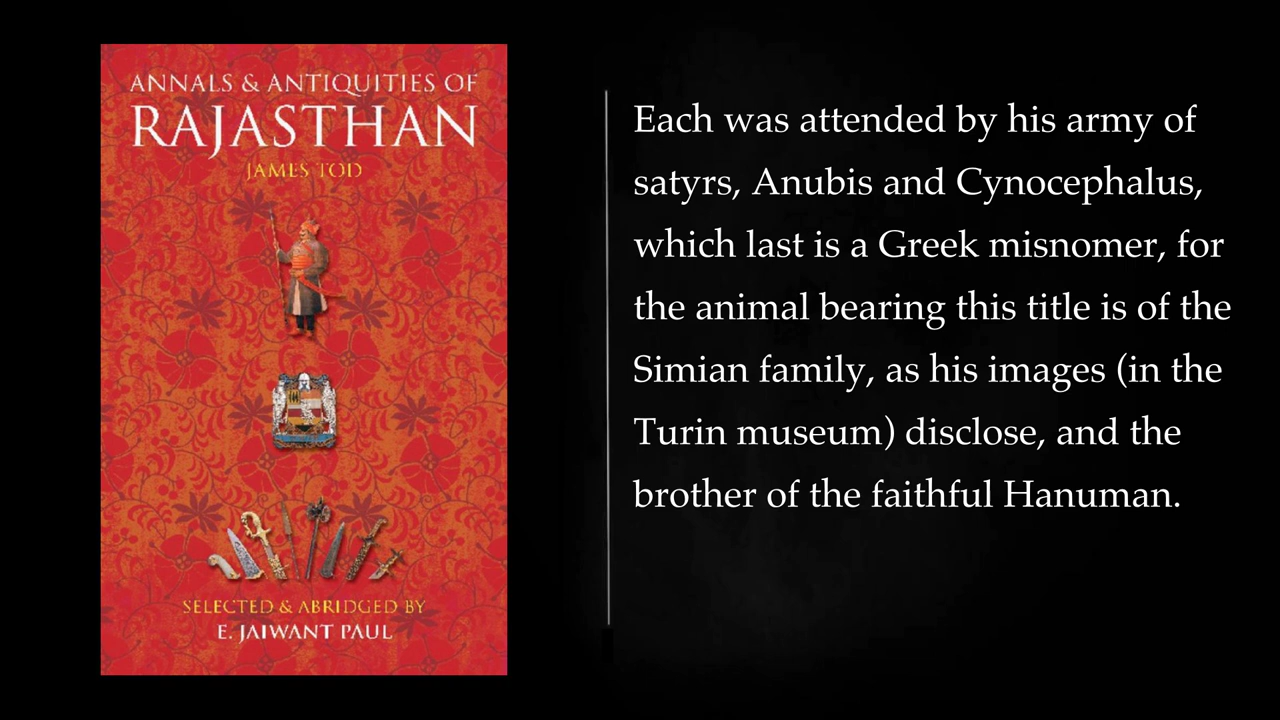 ANNALS & ANTIQUITIES OF
RAJASTHAN
JAMES TOD
SELECTED & ABRIDGED BY
E. JAIWANT PAUL
Each was attended by his army of
satyrs, Anubis and Cynocephalus,
which last is a Greek misnomer, for
the animal bearing this title is of the
Simian family, as his images (in the
Turin museum) disclose, and the
brother of the faithful Hanuman.